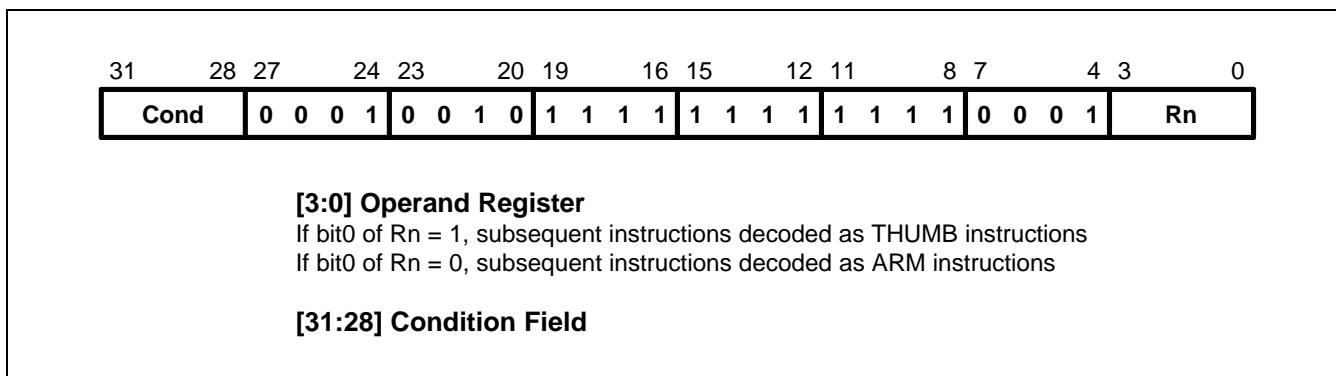 31 28 27 24 23 20 19 16 15 12 11 8 7 4 3 0
Cond 0 0 0 1 0 0 1 0 1 1 1 1 1 1 1 1 1 1 1 1 0 0 0 1 Rn
[3:0] Operand Register
If bit0 of Rn = 1, subsequent instructions decoded as THUMB instructions
If bit0 of Rn = 0, subsequent instructions decoded as ARM instructions
[31:28] Condition Field